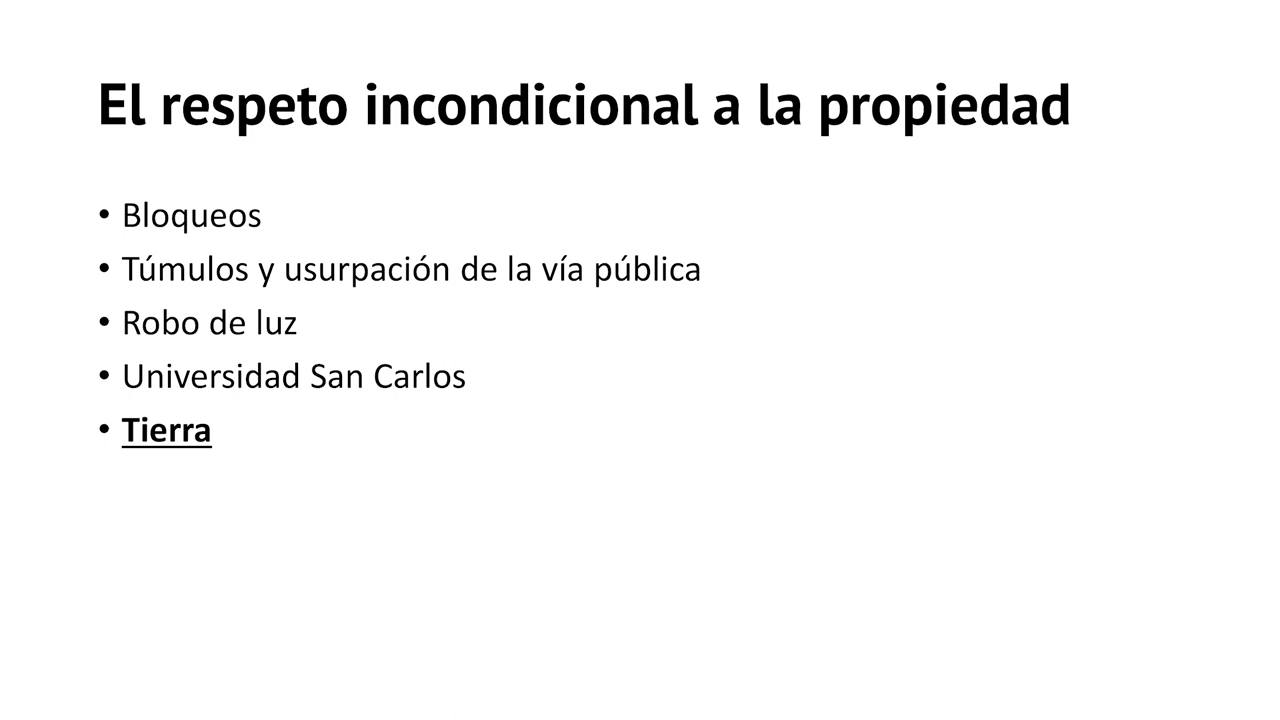 El respeto incondicional a la propiedad
• Bloqueos
• Túmulos y usurpación de la vía pública
• Robo de luz
• Universidad San Carlos
• Tierra